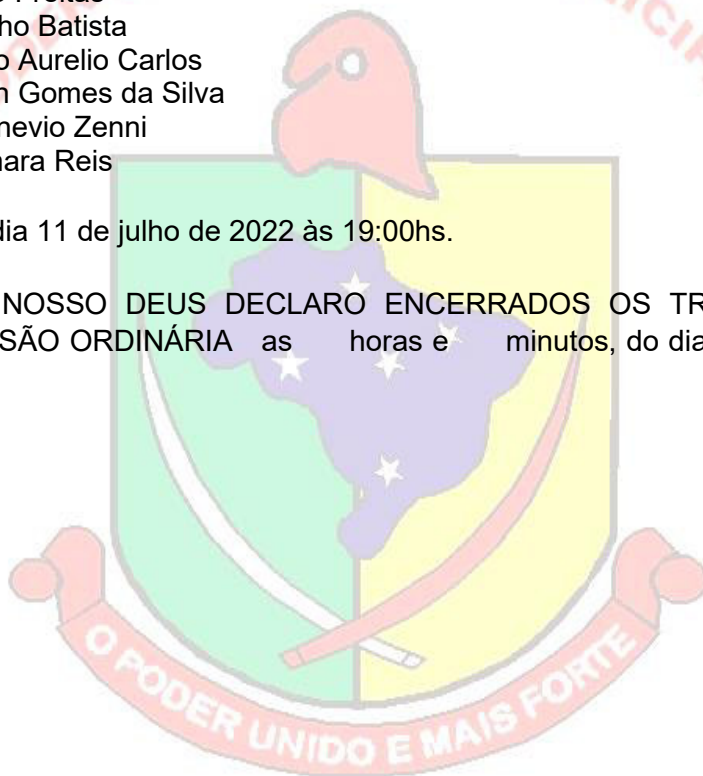 Freitas
ho Batista
o Aurelio Carlos
n Gomes da Silva
nevio Zenni
nara Reis
dia 11 de julho de 2022 às 19:00hs.
NOSSO DEUS DECLARO ENCERRADOS OS TR
SÃO ORDINÁRIA as horas e minutos, do dia
O PODER UNIDO E MAIS FORTE